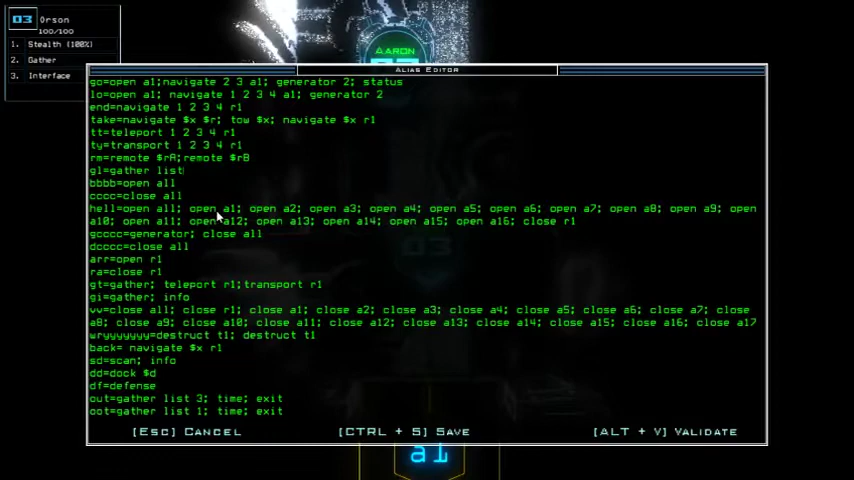 03 Orson
100/100
1. Stealth (100%)
2. Gather
3. Interface
Aaron
Alias Editor
go=open a1;navigate 2 3 a1; generator 2; status
lo=open a1; navigate 1 2 3 4 a1; generator 2
end=navigate 1 2 3 4 r1
take=navigate $x $r; tow $x; navigate $x r1
tt=teleport 1 2 3 4 r1
ty=transport 1 2 3 4 r1
rm=remote $rA;remote $rB
gl=gather list
bbbb=open all
cccc=close all
hell=open all; open a1; open a2; open a3; open a4; open a5; open a6; open a7; open a8; open a9; open
a10; open a11; open a12; open a13; open a14; open a15; open a16; close r1
gcccc=generator; close all
dcccc=close all
arr=open r1
ra=close r1
gt=gather; teleport r1;transport r1
gi=gather; info
vv=close all; close r1; close a1; close a2; close a3; close a4; close a5; close a6; close a7; close
a8; close a9; close a10; close a11; close a12; close a13; close a14; close a15; close a16; close a17
wryyyyyy=destruct t1; destruct t1
back= navigate $x r1
sd=scan; info
dd=dock $d
df=defense
out=gather list 3; time; exit
oot=gather list 1; time; exit
[Esc] Cancel
[CTRL + S] Save
[ALT + V] Validate
03
a1